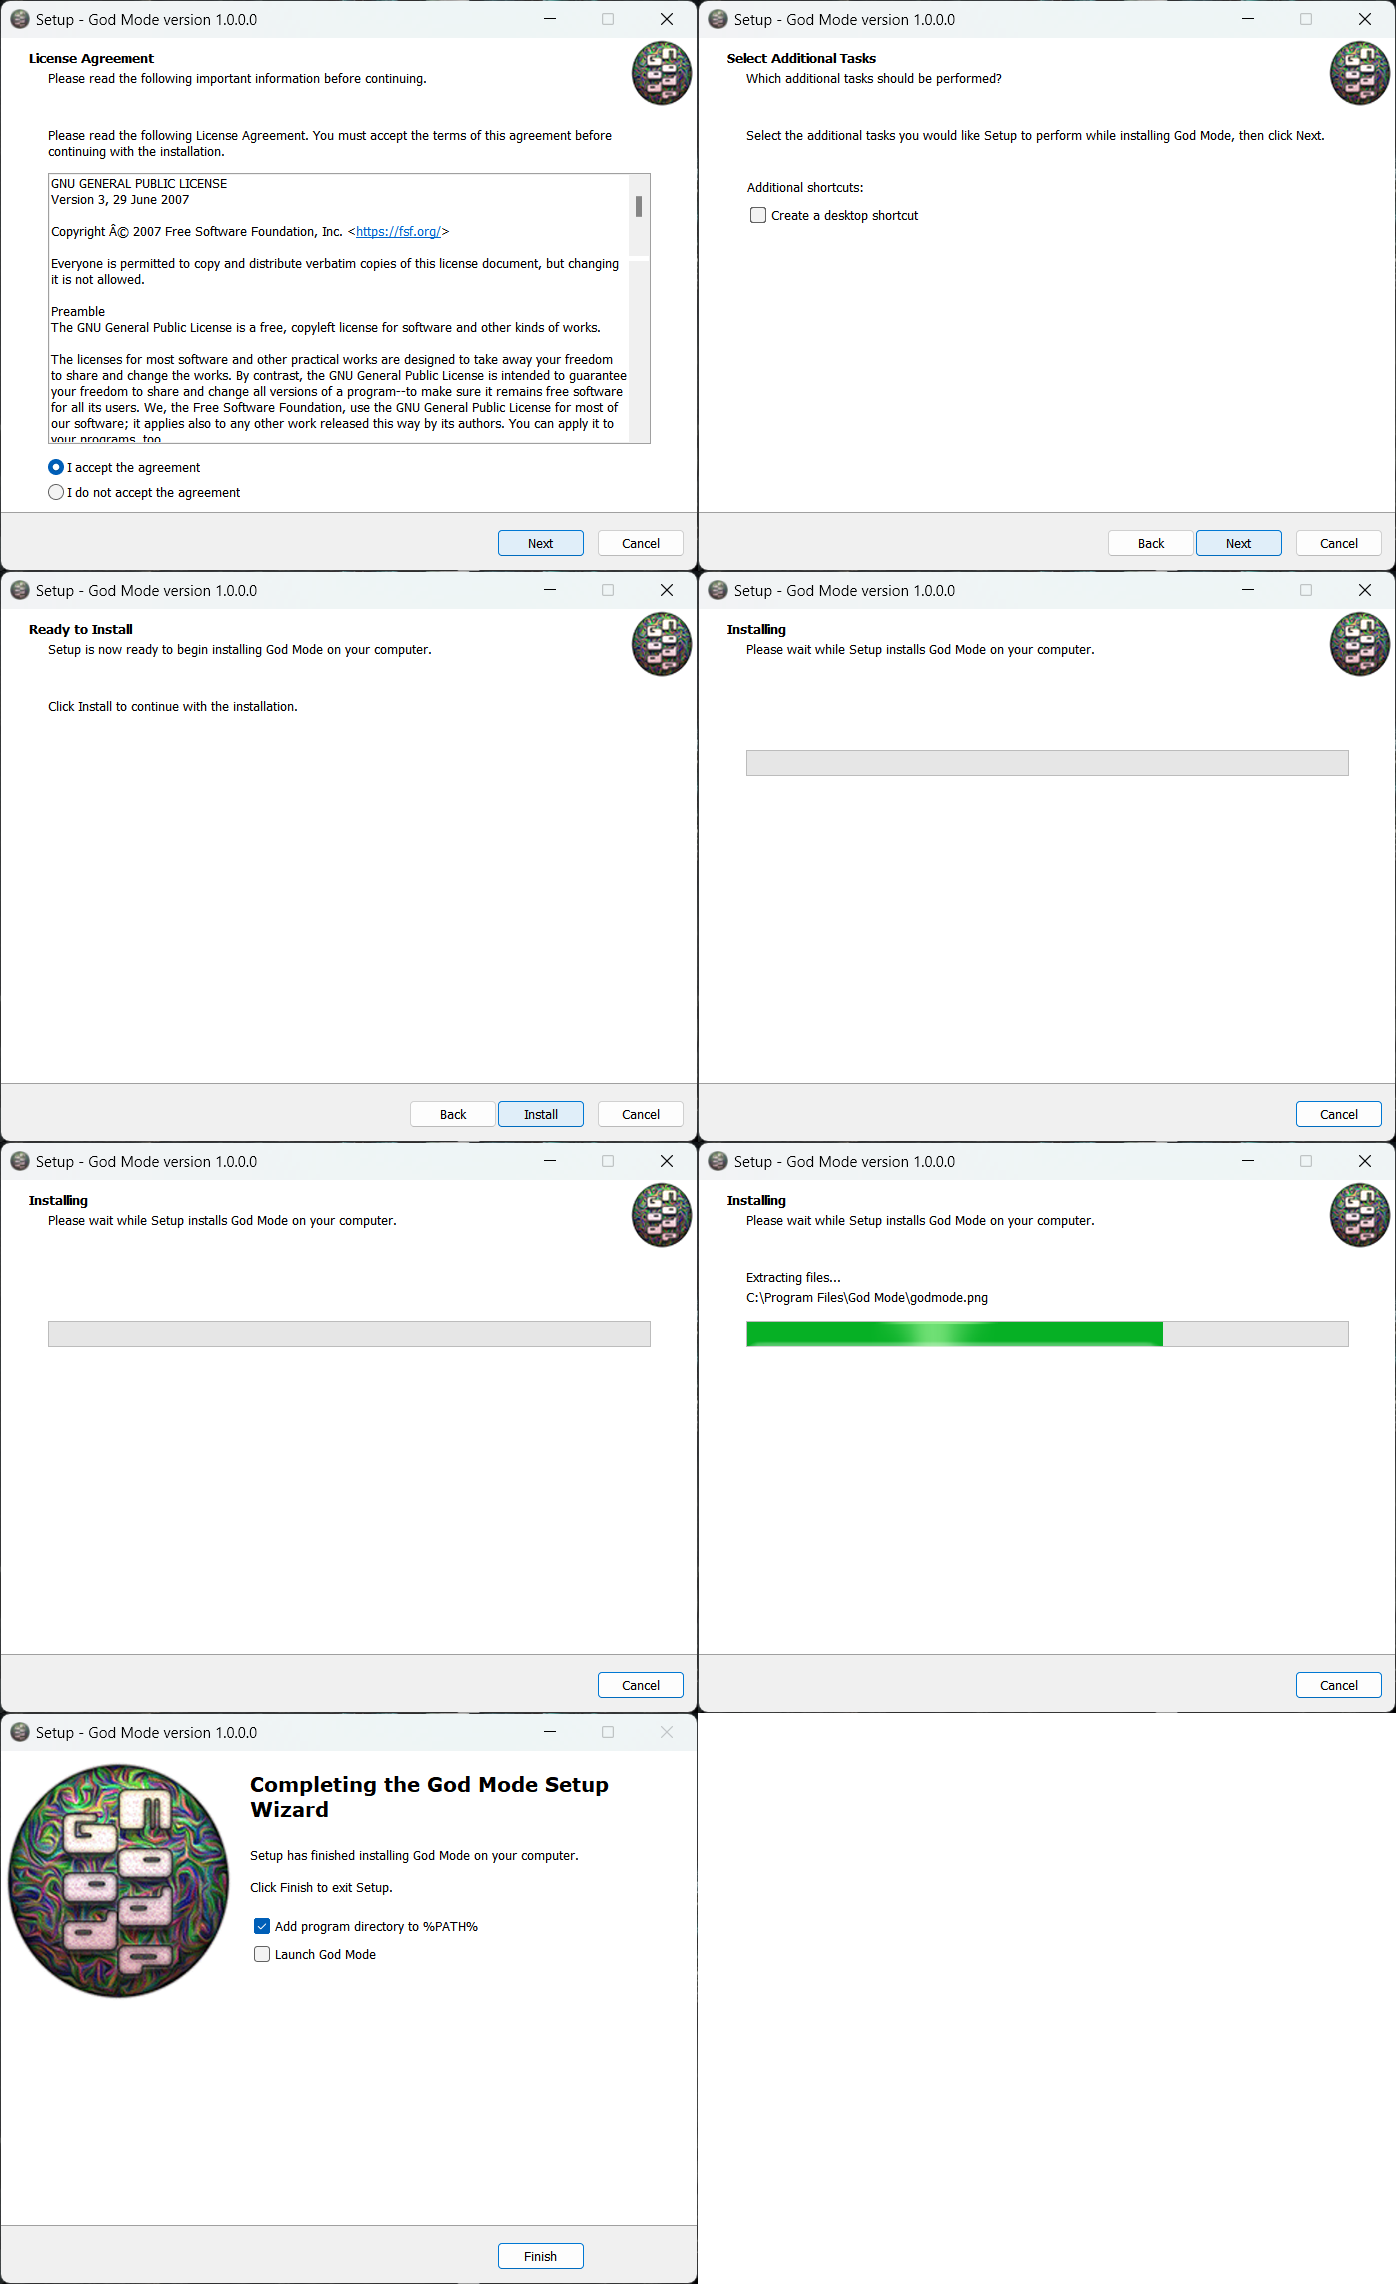 Setup - God Mode version 1.0.0.0
License Agreement
Please read the following important information before continuing.
Please read the following License Agreement. You must accept the terms of this agreement before
continuing with the installation.
GNU GENERAL PUBLIC LICENSE
Version 3, 29 June 2007
Copyright Â© 2007 Free Software Foundation, Inc. <https://fsf.org/>
Everyone is permitted to copy and distribute verbatim copies of this license document, but changing
it is not allowed.
Preamble
The GNU General Public License is a free, copyleft license for software and other kinds of works.
The licenses for most software and other practical works are designed to take away your freedom
to share and change the works. By contrast, the GNU General Public License is intended to guarantee
your freedom to share and change all versions of a program--to make sure it remains free software
for all its users. We, the Free Software Foundation, use the GNU General Public License for most of
our software; it applies also to any other work released this way by its authors. You can apply it to
your programs, too
I accept the agreement
I do not accept the agreement
Next
Cancel
Setup - God Mode version 1.0.0.0
Select Additional Tasks
Which additional tasks should be performed?
Select the additional tasks you would like Setup to perform while installing God Mode, then click Next.
Additional shortcuts:
Create a desktop shortcut
Back
Next
Cancel
Setup - God Mode version 1.0.0.0
Ready to Install
Setup is now ready to begin installing God Mode on your computer.
Click Install to continue with the installation.
Back
Install
Cancel
Setup - God Mode version 1.0.0.0
Installing
Please wait while Setup installs God Mode on your computer.
Cancel
Setup - God Mode version 1.0.0.0
Installing
Please wait while Setup installs God Mode on your computer.
Cancel
Setup - God Mode version 1.0.0.0
Installing
Please wait while Setup installs God Mode on your computer.
Extracting files...
C:\Program Files\God Mode\godmode.png
Cancel
Setup - God Mode version 1.0.0.0
GOD
MODE
Completing the God Mode Setup
Wizard
Setup has finished installing God Mode on your computer.
Click Finish to exit Setup.
Add program directory to %PATH%
Launch God Mode
Finish